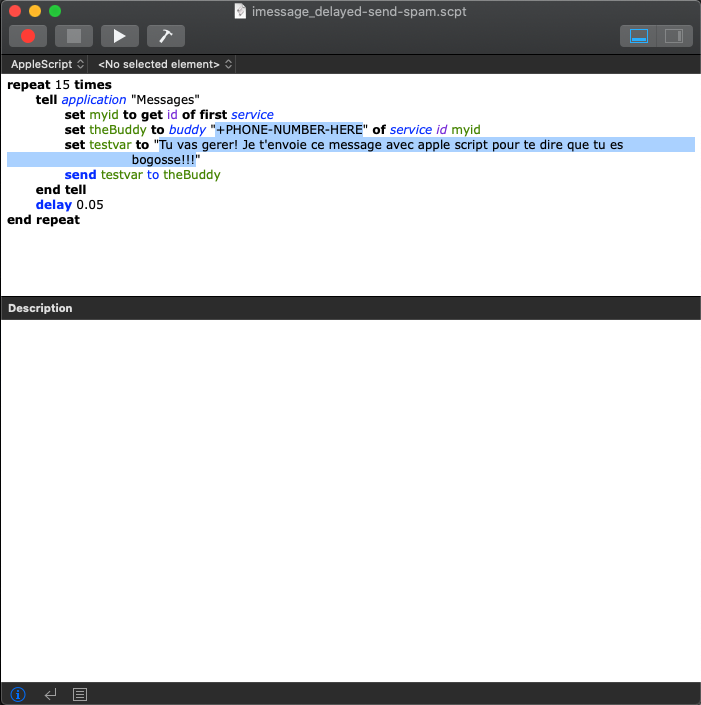 imessage_delayed-send-spam.scpt
AppleScript <No selected element>
repeat 15 times
tell application "Messages"
set myid to get id of first service
set theBuddy to buddy "+PHONE-NUMBER-HERE" of service id myid
set testvar to "Tu vas gerer! Je t'envoie ce message avec apple script pour te dire que tu es
bogosse!!!"
send testvar to theBuddy
end tell
delay 0.05
end repeat
Description